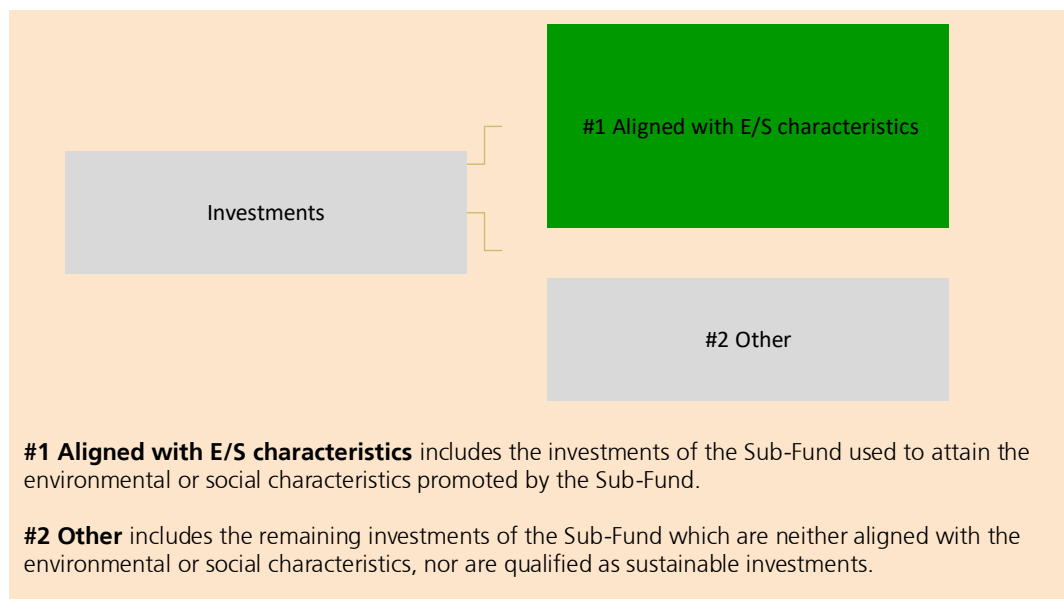 #1 Aligned with E/S characteristics
Investments
#2 Other
#1 Aligned with E/S characteristics includes the investments of the Sub-Fund used to attain the
environmental or social characteristics promoted by the Sub-Fund.
#2 Other includes the remaining investments of the Sub-Fund which are neither aligned with the
environmental or social characteristics, nor are qualified as sustainable investments.